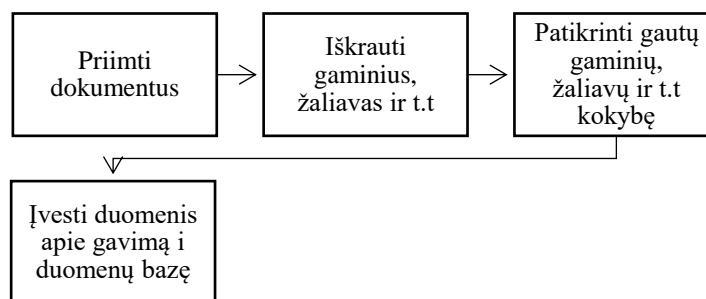 Priimti
dokumentus
Iškrauti
gaminius,
žaliavas ir t.t
Patikrinti gautų
gaminių,
žaliavų ir t.t
kokybę
Įvesti duomenis
apie gavimą i
duomenų bazę